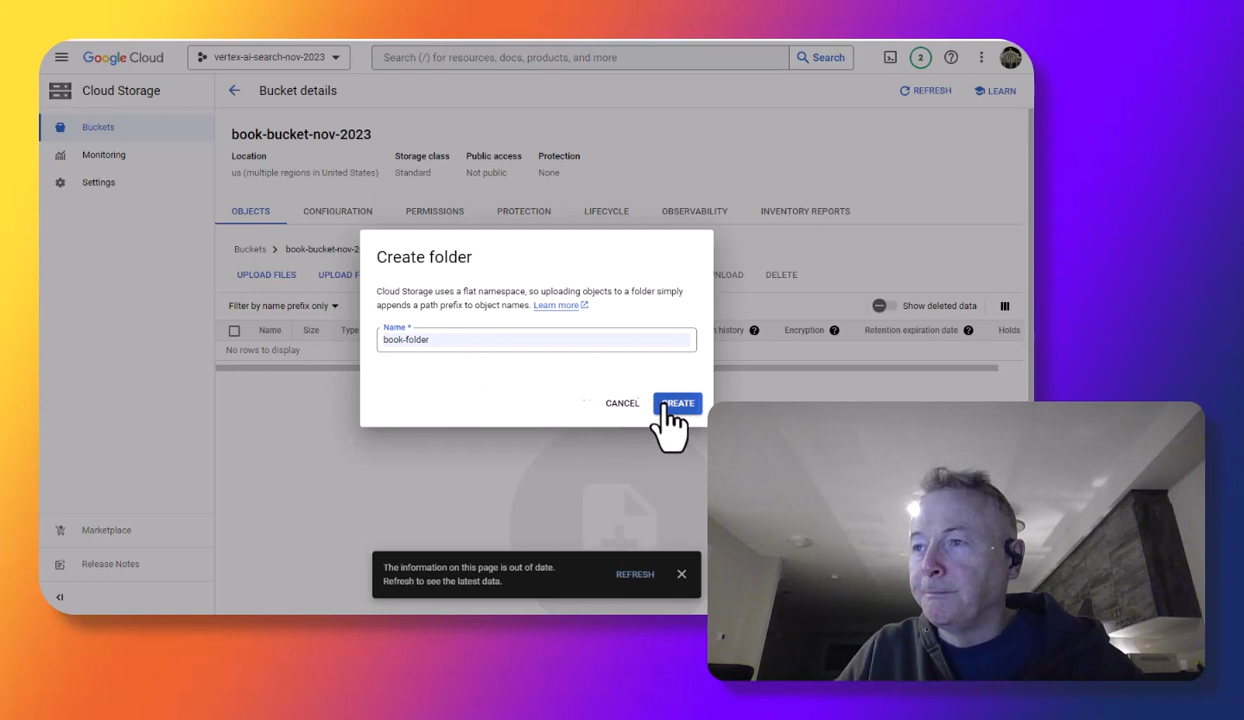 Google Cloud
vertex-ai-search-nov-2023
Search (/) for resources, docs, products, and more
Search
2
Cloud Storage
Bucket details
REFRESH
LEARN
Buckets
Monitoring
Settings
book-bucket-nov-2023
Location
Storage class
Public access
Protection
us (multiple regions in United States)
Standard
Not public
None
OBJECTS
CONFIGURATION
PERMISSIONS
PROTECTION
LIFECYCLE
OBSERVABILITY
INVENTORY REPORTS
Buckets
book-bucket-nov-2
UPLOAD FILES
UPLOAD F
NLOAD
DELETE
Filter by name prefix only
Show deleted data
Name
Size
Type
history
Encryption
Retention expiration date
Holds
No rows to display
Create folder
Cloud Storage uses a flat namespace, so uploading objects to a folder simply
appends a path prefix to object names. Learn more
Name *
book-folder
CANCEL
CREATE
Marketplace
Release Notes
The information on this page is out of date.
Refresh to see the latest data.
REFRESH